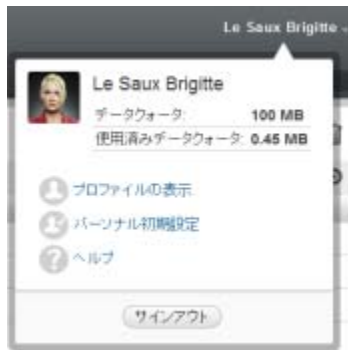 Le Saux Brigitte
Le Saux Brigitte
データクォータ: 100 MB
使用済みデータクォータ: 0.45 MB
プロファイルの表示
パーソナル初期設定
ヘルプ
サインアウト